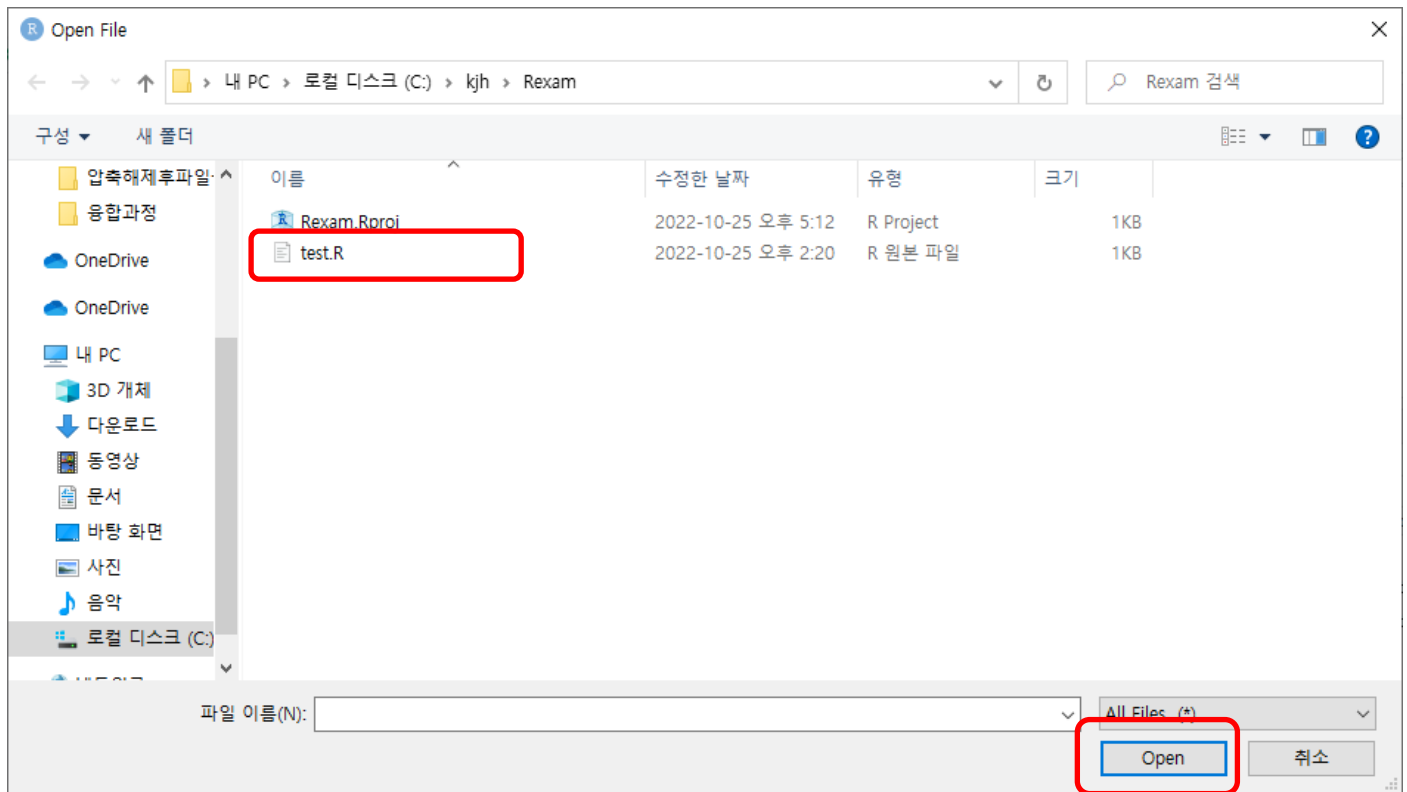 Open File
내 PC > 로컬 디스크 (C:) > kjh > Rexam
Rexam 검색
구성
새 폴더
이름
수정한 날짜
유형
크기
압축해제후파일
융합과정
OneDrive
OneDrive
내 PC
3D 개체
다운로드
동영상
문서
바탕 화면
사진
음악
로컬 디스크 (C:)
Rexam.Rproj 2022-10-25 오후 5:12 R Project 1KB
test.R 2022-10-25 오후 2:20 R 원본 파일 1KB
파일 이름(N):
All Files (*)
Open
취소